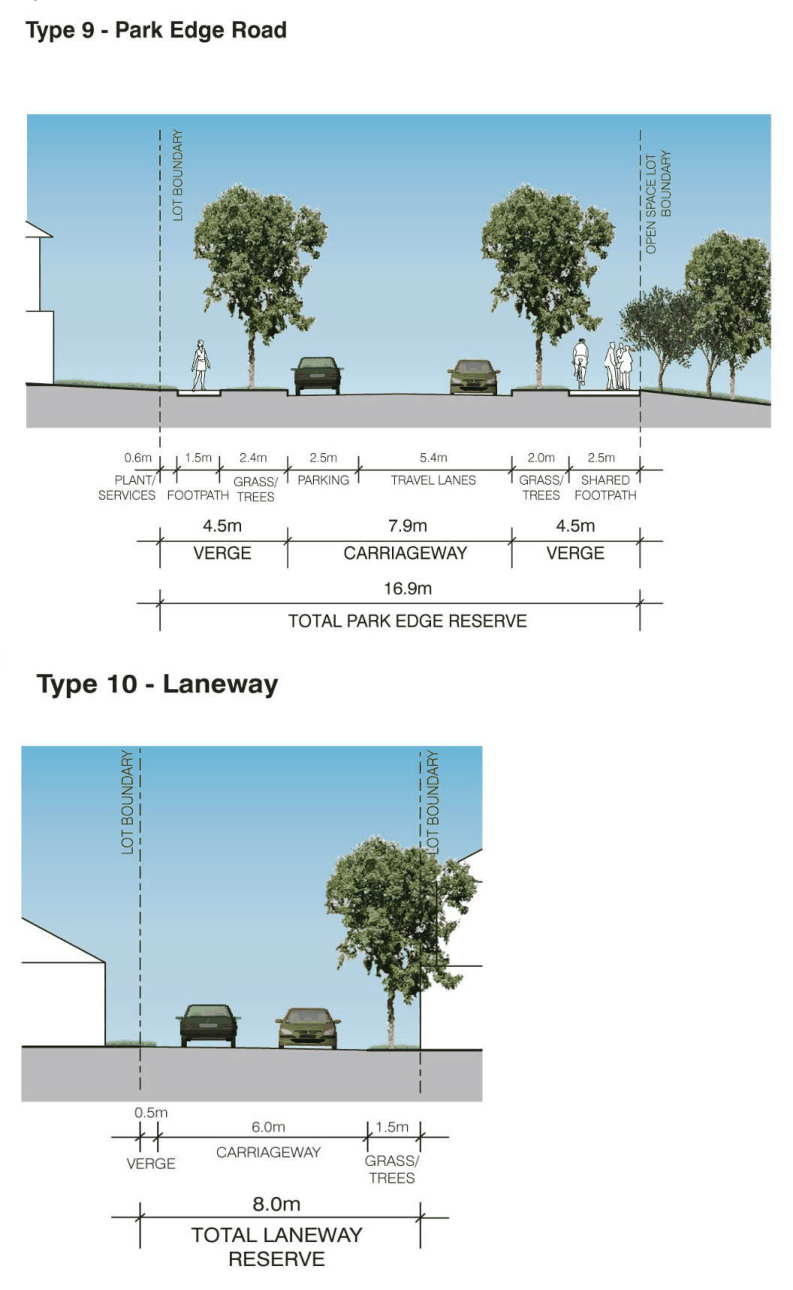 Type 9 - Park Edge Road
LOT BOUNDARY
OPEN SPACE LOT
BOUNDARY
0.6m 1.5m 2.4m 2.5m 5.4m 2.0m 2.5m
PLANT/
SERVICES
FOOTPATH
GRASS/
TREES
PARKING
TRAVEL LANES
GRASS/
TREES
SHARED
FOOTPATH
4.5m 7.9m 4.5m
VERGE CARRIAGEWAY VERGE
16.9m
TOTAL PARK EDGE RESERVE
Type 10 - Laneway
LOT BOUNDARY
LOT BOUNDARY
0.5m
6.0m 1.5m
VERGE
CARRIAGEWAY
GRASS/
TREES
8.0m
TOTAL LANEWAY
RESERVE